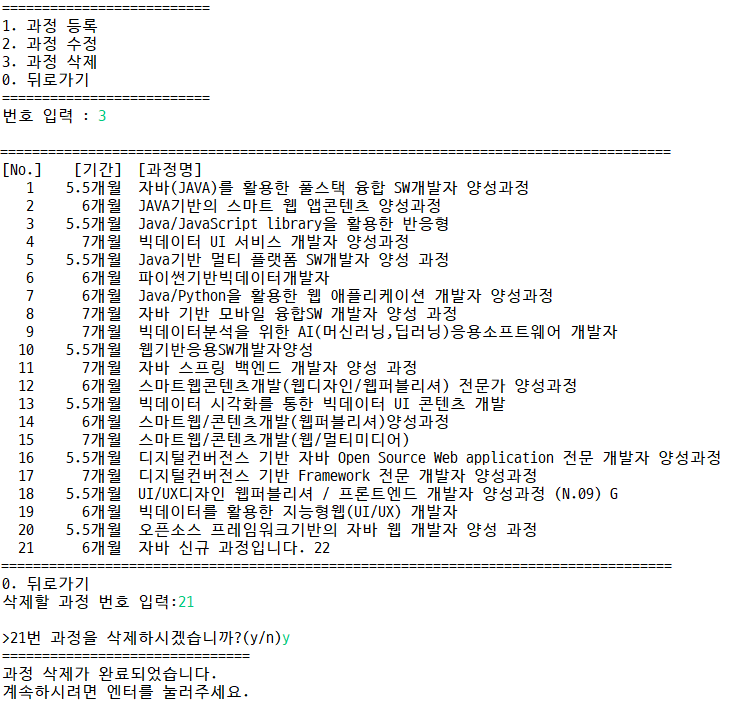 ==========================
1. 과정 등록
2. 과정 수정
3. 과정 삭제
0. 뒤로가기
==========================
번호 입력 : 3
====================================================================================
[No.] [기간] [과정명]
1 5.5개월 자바(JAVA)를 활용한 풀스택 융합 SW개발자 양성과정
2 6개월 JAVA기반의 스마트 웹 앱콘텐츠 양성과정
3 5.5개월 Java/JavaScript library을 활용한 반응형
4 7개월 빅데이터 UI 서비스 개발자 양성과정
5 5.5개월 Java기반 멀티 플랫폼 SW개발자 양성 과정
6 6개월 파이썬기반빅데이터개발자
7 6개월 Java/Python을 활용한 웹 애플리케이션 개발자 양성과정
8 7개월 자바 기반 모바일 융합SW 개발자 양성 과정
9 7개월 빅데이터분석을 위한 AI(머신러닝,딥러닝)응용소프트웨어 개발자
10 5.5개월 웹기반응용SW개발자양성
11 7개월 자바 스프링 백엔드 개발자 양성 과정
12 6개월 스마트웹콘텐츠개발(웹디자인/웹퍼블리셔) 전문가 양성과정
13 5.5개월 빅데이터 시각화를 통한 빅데이터 UI 콘텐츠 개발
14 6개월 스마트웹/콘텐츠개발(웹퍼블리셔)양성과정
15 7개월 스마트웹/콘텐츠개발(웹/멀티미디어)
16 5.5개월 디지털컨버전스 기반 자바 Open Source Web application 전문 개발자 양성과정
17 7개월 디지털컨버전스 기반 Framework 전문 개발자 양성과정
18 5.5개월 UI/UX디자인 웹퍼블리셔 / 프론트엔드 개발자 양성과정 (N.09) G
19 6개월 빅데이터를 활용한 지능형웹(UI/UX) 개발자
20 5.5개월 오픈소스 프레임워크기반의 자바 웹 개발자 양성 과정
21 6개월 자바 신규 과정입니다. 22
====================================================================================
0. 뒤로가기
삭제할 과정 번호 입력:21
>21번 과정을 삭제하시겠습니까?(y/n)y
===============================
과정 삭제가 완료되었습니다.
계속하시려면 엔터를 눌러주세요.